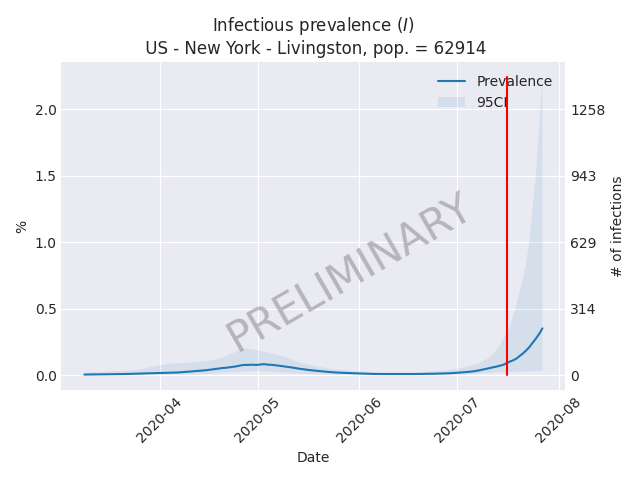 Infectious prevalence (I)
US - New York - Livingston, pop. = 62914
Prevalence
95CI
2.0
1.5
1.0
0.5
0.0
%
1258
943
629
314
0
# of infections
PRELIMINARY
2020-04
2020-05
2020-06
2020-07
2020-08
Date